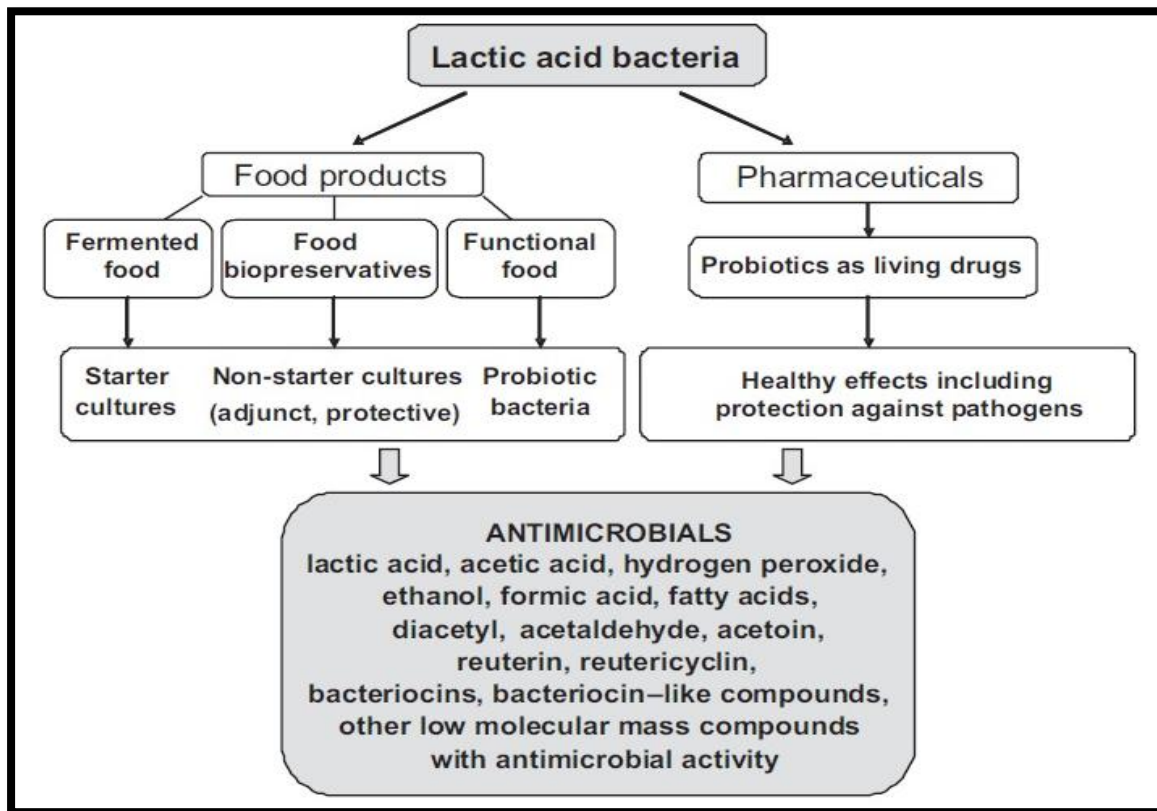 Lactic acid bacteria
Food products
Pharmaceuticals
Fermented
food
Food
biopreservatives
Functional
food
Probiotics as living drugs
Starter
cultures
Non-starter cultures
(adjunct, protective)
Probiotic
bacteria
Healthy effects including
protection against pathogens
ANTIMICROBIALS
lactic acid, acetic acid, hydrogen peroxide,
ethanol, formic acid, fatty acids,
diacetyl, acetaldehyde, acetoin,
reuterin, reutericyclin,
bacteriocins, bacteriocin–like compounds,
other low molecular mass compounds
with antimicrobial activity